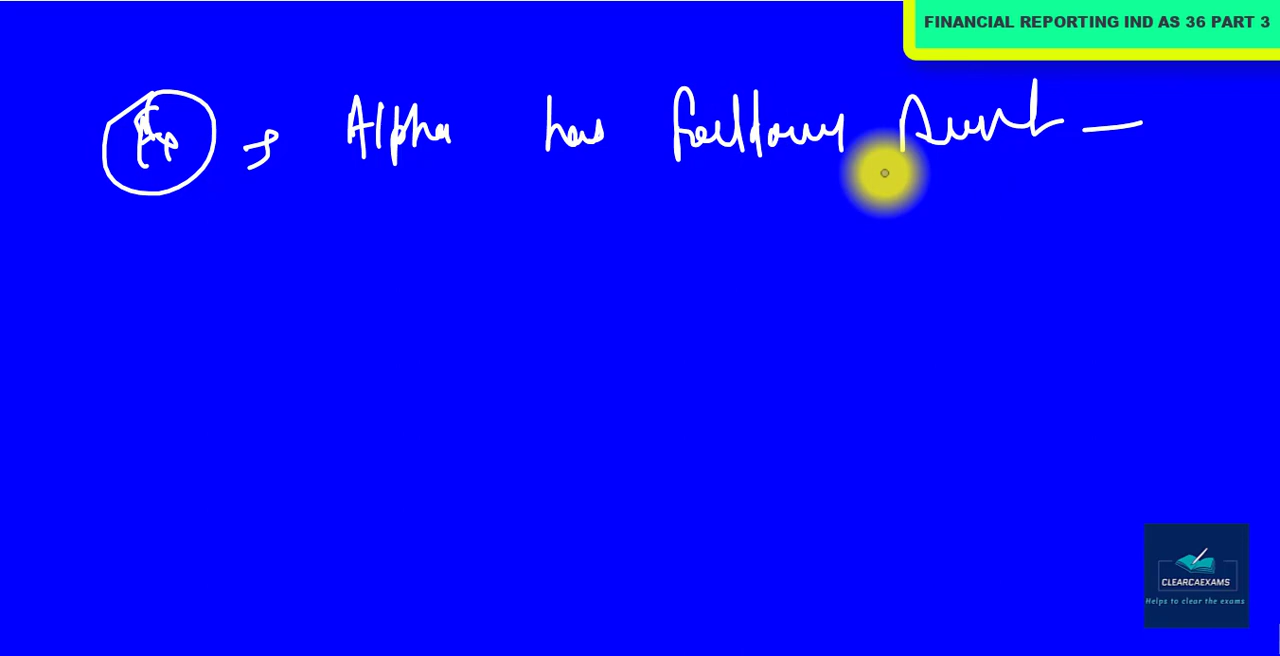 FINANCIAL REPORTING IND AS 36 PART 3
Alpha has following Asset —
CLEARCAEXAMS
Helps to clear the exams